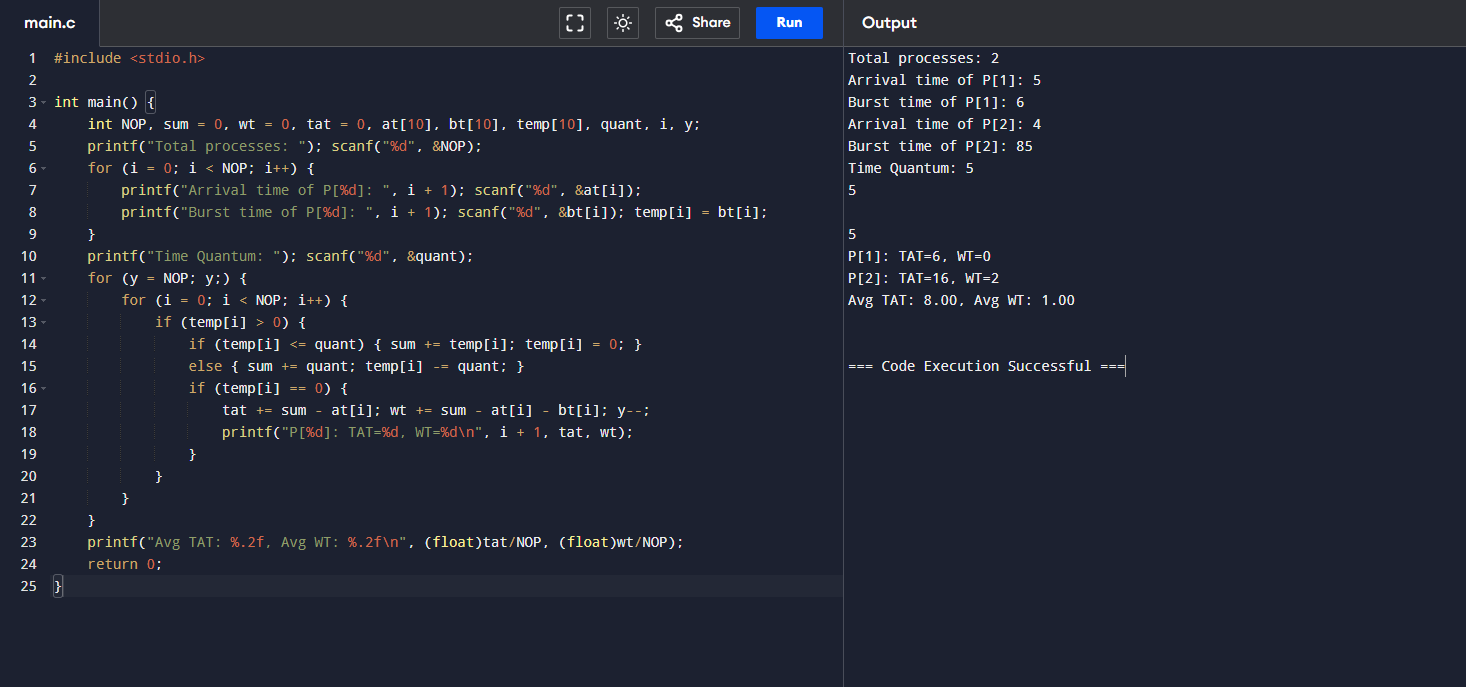 main.c
Share
Run
Output
1 #include <stdio.h>
2
3 int main() {
4     int NOP, sum = 0, wt = 0, tat = 0, at[10], bt[10], temp[10], quant, i, y;
5     printf("Total processes: "); scanf("%d", &NOP);
6     for (i = 0; i < NOP; i++) {
7         printf("Arrival time of P[%d]: ", i + 1); scanf("%d", &at[i]);
8         printf("Burst time of P[%d]: ", i + 1); scanf("%d", &bt[i]); temp[i] = bt[i];
9     }
10     printf("Time Quantum: "); scanf("%d", &quant);
11     for (y = NOP; y;) {
12         for (i = 0; i < NOP; i++) {
13             if (temp[i] > 0) {
14                 if (temp[i] <= quant) { sum += temp[i]; temp[i] = 0; }
15                 else { sum += quant; temp[i] -= quant; }
16                 if (temp[i] == 0) {
17                     tat += sum - at[i]; wt += sum - at[i] - bt[i]; y--;
18                     printf("P[%d]: TAT=%d, WT=%d\n", i + 1, tat, wt);
19                 }
20             }
21         }
22     }
23     printf("Avg TAT: %.2f, Avg WT: %.2f\n", (float)tat/NOP, (float)wt/NOP);
24     return 0;
25 }
Total processes: 2
Arrival time of P[1]: 5
Burst time of P[1]: 6
Arrival time of P[2]: 4
Burst time of P[2]: 85
Time Quantum: 5
5
5
P[1]: TAT=6, WT=0
P[2]: TAT=16, WT=2
Avg TAT: 8.00, Avg WT: 1.00
=== Code Execution Successful ===